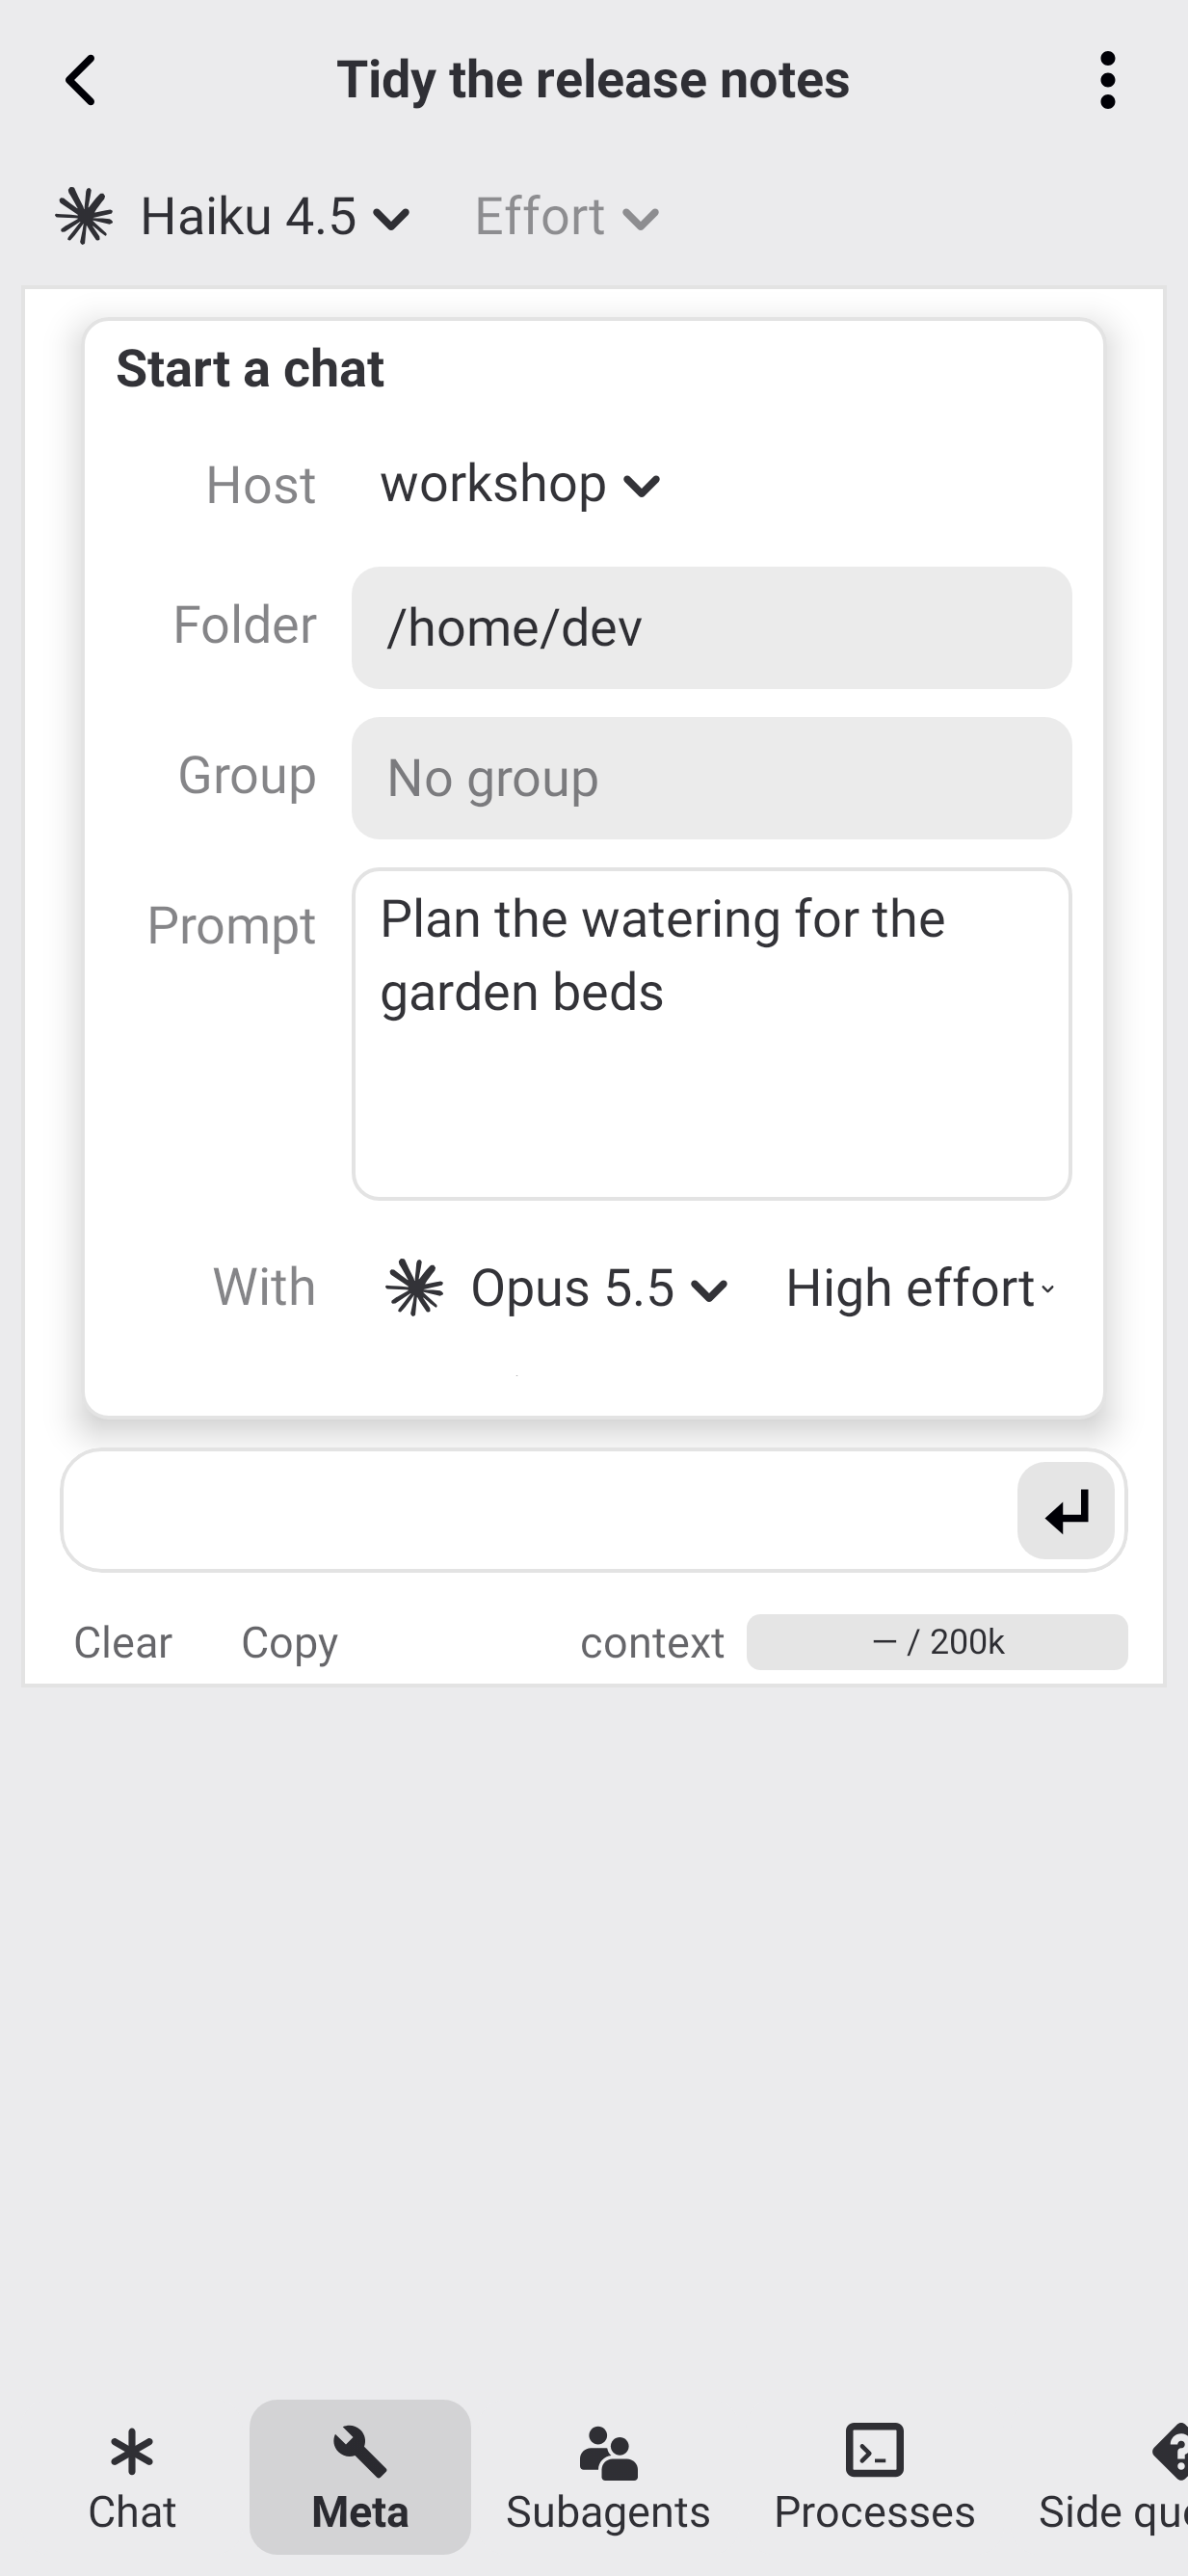 Tidy the release notes
Haiku 4.5 Effort
Start a chat
Host workshop
Folder /home/dev
Group No group
Prompt Plan the watering for the
garden beds
With Opus 5.5 High effort
Clear Copy context — / 200k
Chat Meta Subagents Processes Side